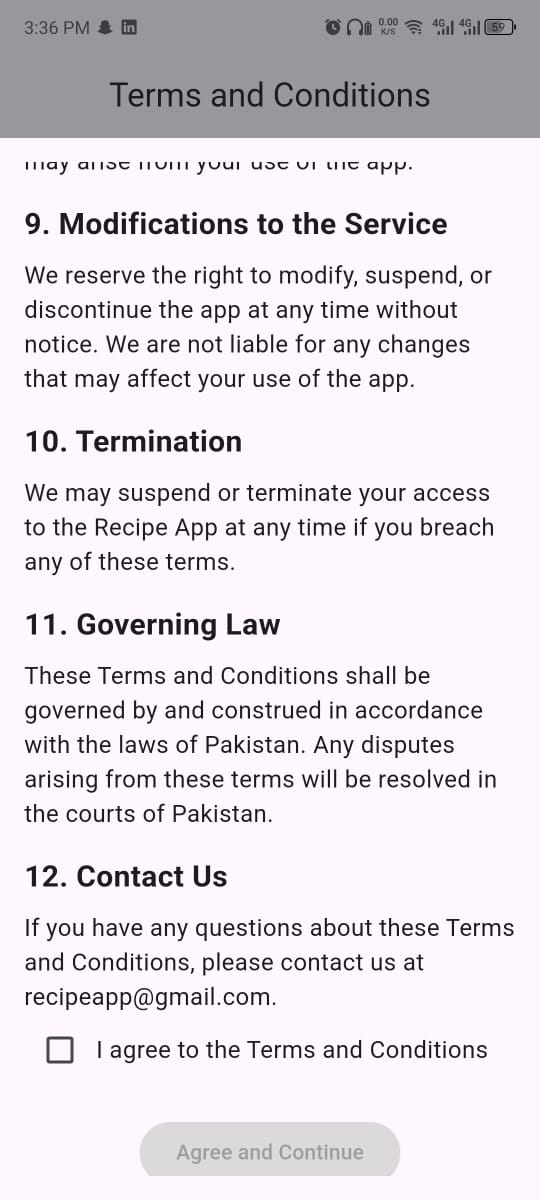 3:36 PM
0.00
K/S
4G
4G
59
Terms and Conditions
may arise from your use of the app.
9. Modifications to the Service
We reserve the right to modify, suspend, or
discontinue the app at any time without
notice. We are not liable for any changes
that may affect your use of the app.
10. Termination
We may suspend or terminate your access
to the Recipe App at any time if you breach
any of these terms.
11. Governing Law
These Terms and Conditions shall be
governed by and construed in accordance
with the laws of Pakistan. Any disputes
arising from these terms will be resolved in
the courts of Pakistan.
12. Contact Us
If you have any questions about these Terms
and Conditions, please contact us at
recipeapp@gmail.com.
I agree to the Terms and Conditions
Agree and Continue